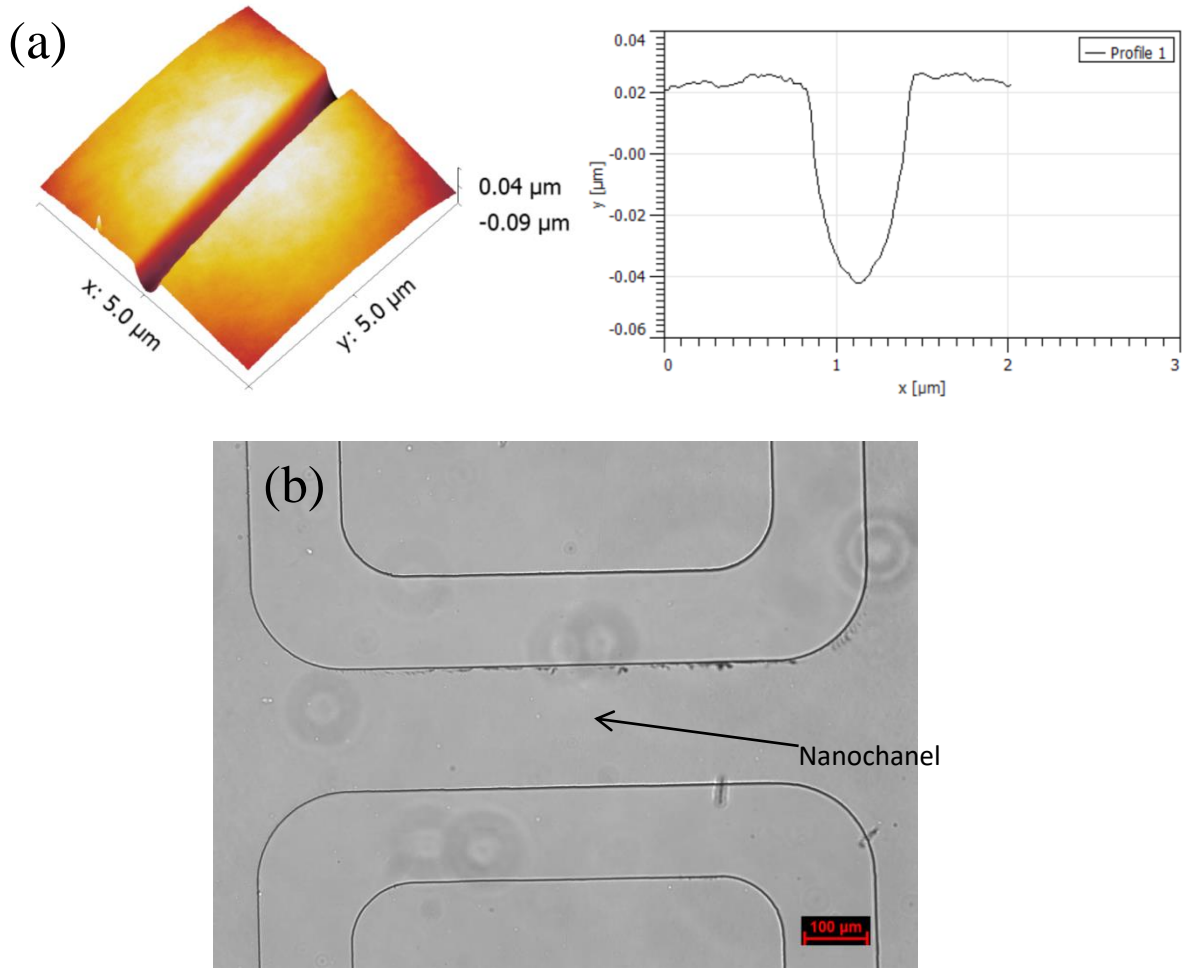 (a)
0.04 µm
-0.09 µm
x: 5.0 µm
y: 5.0 µm
Profile 1
0.04
0.02
-0.00
-0.02
-0.04
-0.06
y [µm]
0
1
2
3
x [µm]
(b)
Nanochanel
100 µm